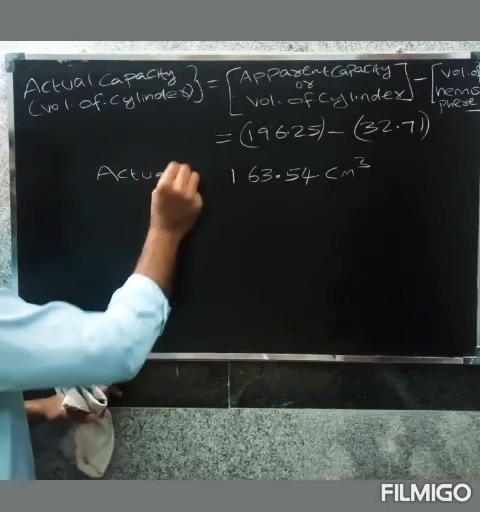 Actual Capacity } = [ Apparent Capacity ] - [ Vol. of
(vol. of. Cylinder) or hemis
Vol. of Cylinder phere
= (196.25) - (32.71)
Actua 163.54 Cm³
FILMIGO